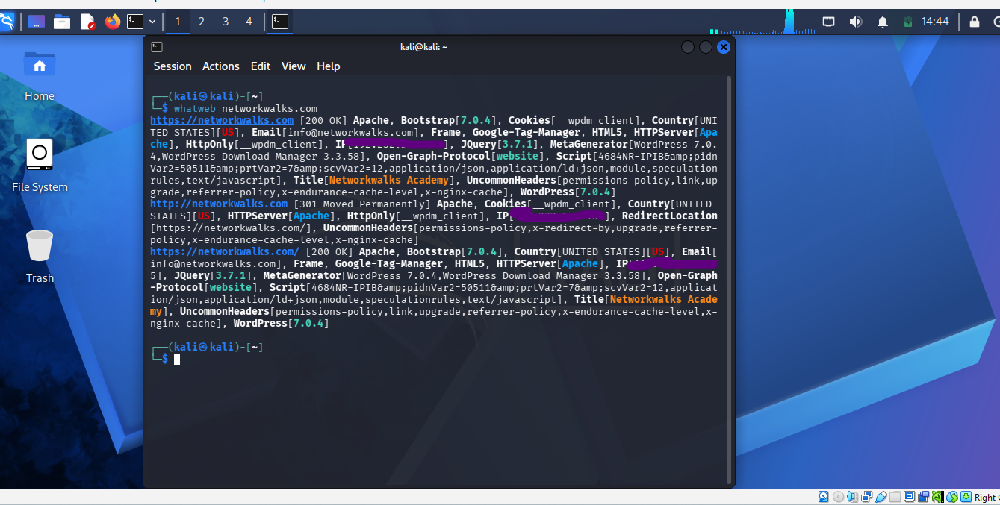 1 2 3 4 14:44
kali@kali: ~
Session Actions Edit View Help
Home
File System
Trash
┌──(kali㉿kali)-[~]
└─$ whatweb networkwalks.com
https://networkwalks.com [200 OK] Apache, Bootstrap[7.0.4], Cookies[__wpdm_client], Country[UNI
TED STATES][US], Email[info@networkwalks.com], Frame, Google-Tag-Manager, HTML5, HTTPServer[Apa
che], HttpOnly[__wpdm_client], IP[ ], JQuery[3.7.1], MetaGenerator[WordPress 7.0.
4,WordPress Download Manager 3.3.58], Open-Graph-Protocol[website], Script[4684NR-IPIB&amp;pidn
Var2=50511&amp;prtVar2=7&amp;scvVar2=12,application/json,application/ld+json,module,speculation
rules,text/javascript], Title[Networkwalks Academy], UncommonHeaders[permissions-policy,link,up
grade,referrer-policy,x-endurance-cache-level,x-nginx-cache], WordPress[7.0.4]
http://networkwalks.com [301 Moved Permanently] Apache, Cookies[__wpdm_client], Country[UNITED
STATES][US], HTTPServer[Apache], HttpOnly[__wpdm_client], IP[ ], RedirectLocation
[https://networkwalks.com/], UncommonHeaders[permissions-policy,x-redirect-by,upgrade,referrer-
policy,x-endurance-cache-level,x-nginx-cache]
https://networkwalks.com/ [200 OK] Apache, Bootstrap[7.0.4], Country[UNITED STATES][US], Email[
info@networkwalks.com], Frame, Google-Tag-Manager, HTML5, HTTPServer[Apache], IP[
5], JQuery[3.7.1], MetaGenerator[WordPress 7.0.4,WordPress Download Manager 3.3.58], Open-Graph
-Protocol[website], Script[4684NR-IPIB&amp;pidnVar2=50511&amp;prtVar2=7&amp;scvVar2=12,applicat
ion/json,application/ld+json,module,speculationrules,text/javascript], Title[Networkwalks Acade
my], UncommonHeaders[permissions-policy,link,upgrade,referrer-policy,x-endurance-cache-level,x-
nginx-cache], WordPress[7.0.4]
┌──(kali㉿kali)-[~]
└─$
Right